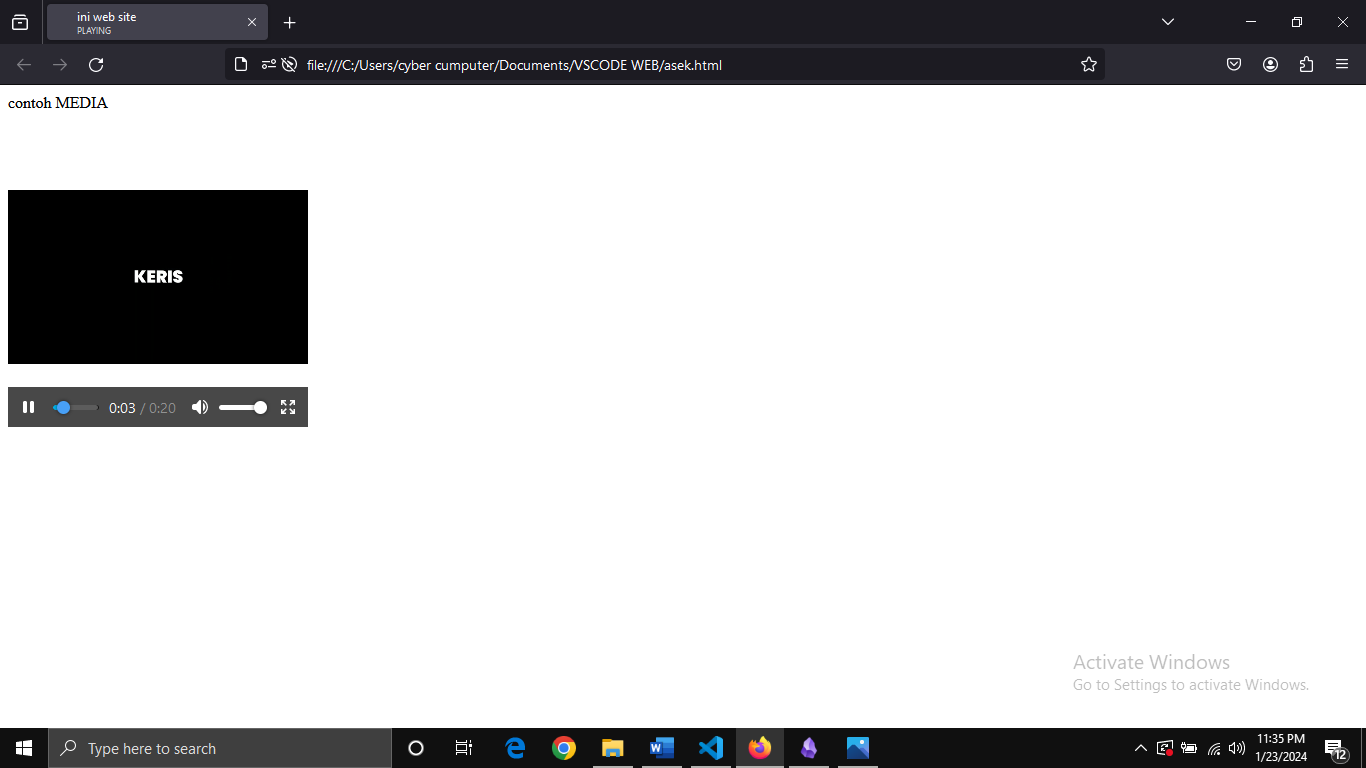 ini web site
PLAYING
file:///C:/Users/cyber cumputer/Documents/VSCODE WEB/asek.html
contoh MEDIA
KERIS
0:03 / 0:20
Activate Windows
Go to Settings to activate Windows.
Type here to search
11:35 PM
1/23/2024
12